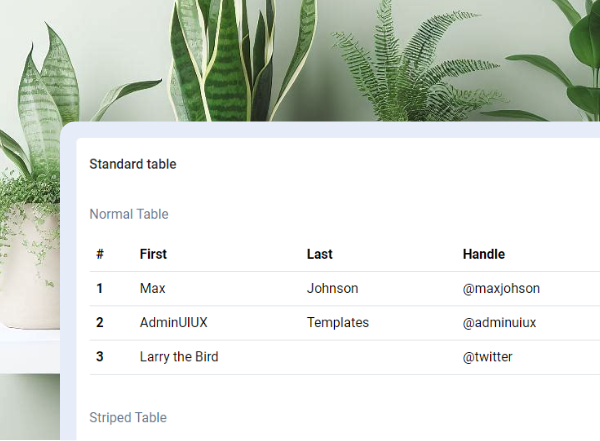 Standard table
Normal Table
# First Last Handle
1 Max Johnson @maxjohson
2 AdminUIUX Templates @adminuiux
3 Larry the Bird @twitter
Striped Table